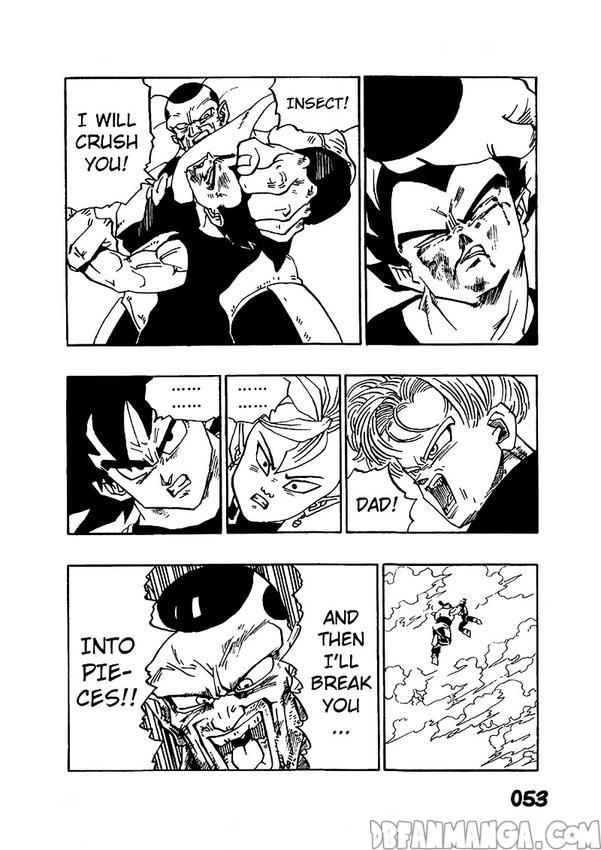 I WILL
CRUSH
YOU!
INSECT!
......
......
......
......
DAD!
INTO
PIE-
CES!!
AND
THEN
I'LL
BREAK
YOU
...
053
DBFANMANGA.COM